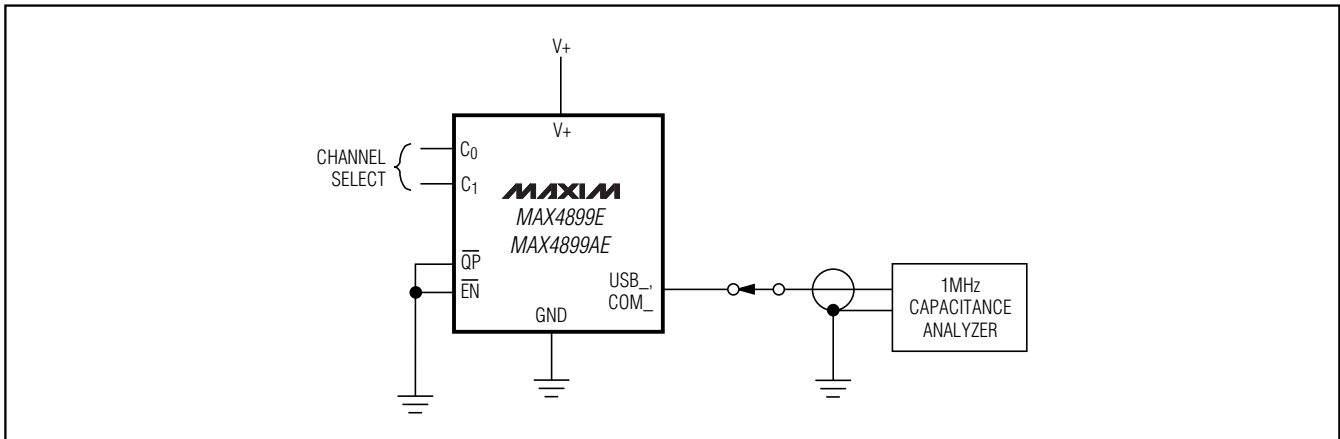 V+
V+
CHANNEL
SELECT
C0
C1
MAXIM
MAX4899E
MAX4899AE
QP
EN
USB_,
COM_
GND
1MHz
CAPACITANCE
ANALYZER